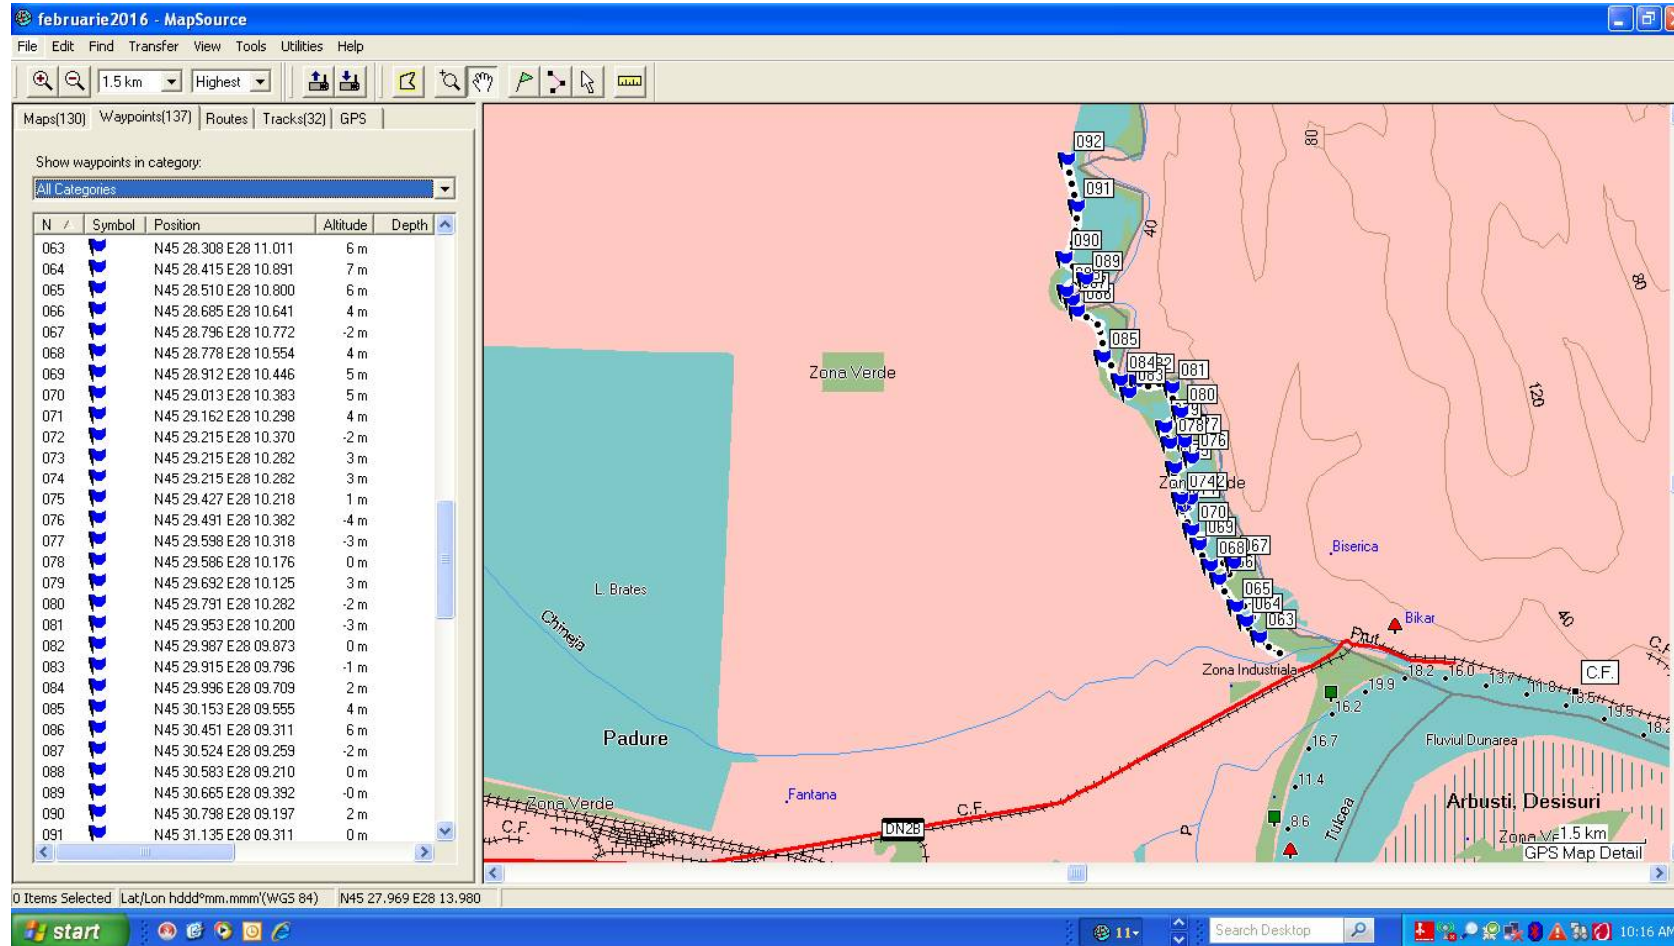 februarie2016 - MapSource
File Edit Find Transfer View Tools Utilities Help
1.5 km Highest
Maps(130) Waypoints(137) Routes Tracks(32) GPS
Show waypoints in category:
All Categories
N Symbol Position Altitude Depth
063 N45 28.308 E28 11.011 6 m
064 N45 28.415 E28 10.891 7 m
065 N45 28.510 E28 10.800 6 m
066 N45 28.685 E28 10.641 4 m
067 N45 28.796 E28 10.772 -2 m
068 N45 28.778 E28 10.554 4 m
069 N45 28.912 E28 10.446 5 m
070 N45 29.013 E28 10.383 5 m
071 N45 29.162 E28 10.298 4 m
072 N45 29.215 E28 10.370 -2 m
073 N45 29.215 E28 10.282 3 m
074 N45 29.215 E28 10.282 3 m
075 N45 29.427 E28 10.218 1 m
076 N45 29.491 E28 10.382 -4 m
077 N45 29.598 E28 10.318 -3 m
078 N45 29.586 E28 10.176 0 m
079 N45 29.692 E28 10.125 3 m
080 N45 29.791 E28 10.282 -2 m
081 N45 29.953 E28 10.200 -3 m
082 N45 29.987 E28 09.873 0 m
083 N45 29.915 E28 09.796 -1 m
084 N45 29.996 E28 09.709 2 m
085 N45 30.153 E28 09.555 4 m
086 N45 30.451 E28 09.311 6 m
087 N45 30.524 E28 09.259 -2 m
088 N45 30.583 E28 09.210 0 m
089 N45 30.665 E28 09.392 -0 m
090 N45 30.798 E28 09.197 2 m
091 N45 31.135 E28 09.311 0 m
092
80
091
40
090
089
086
80
085
Zona Verde
084
081
083
080
120
078
076
074
070
069
068
Biserica
L. Brates
065
064
063
Chineja
40
Bikar
Prut
Zona Industriala
C.F.
18.2
16.0
13.7
11.8
19.9
18.5
19.5
18.2
16.2
Padure
16.7
Fluviul Dunarea
11.4
Fantana
Zona Verde
C.F.
Arbusti, Desisuri
C.F.
DN2B
8.6
Tulcea
P
1.5 km
GPS Map Detail
0 Items Selected Lat/Lon hddd°mm.mmm'(WGS 84) N45 27.969 E28 13.980
start
11
Search Desktop
10:16 AM